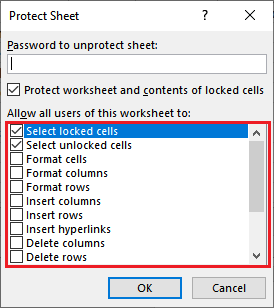 Protect Sheet
Password to unprotect sheet:
Protect worksheet and contents of locked cells
Allow all users of this worksheet to:
Select locked cells
Select unlocked cells
Format cells
Format columns
Format rows
Insert columns
Insert rows
Insert hyperlinks
Delete columns
Delete rows
OK Cancel